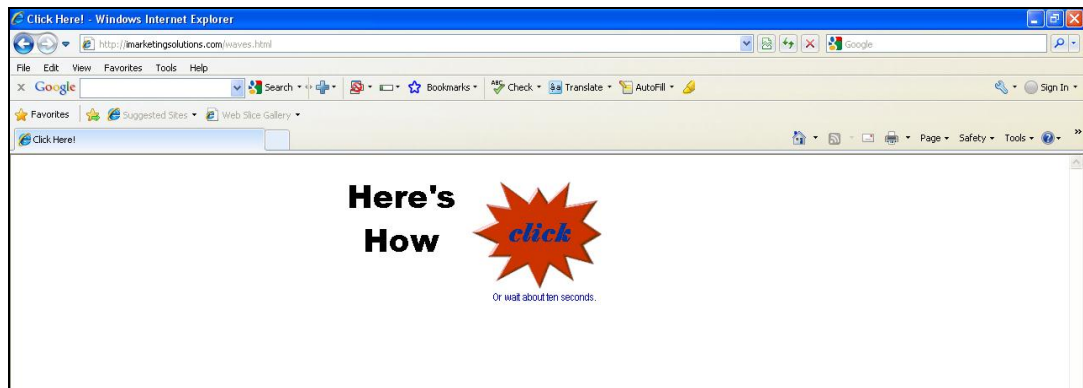 Click Here! - Windows Internet Explorer
http://imarketingsolutions.com/waves.html
Google
File Edit View Favorites Tools Help
x Google Search Bookmarks ABC Check Translate AutoFill Sign In
Favorites Suggested Sites Web Slice Gallery
Click Here! Page Safety Tools »
Here's
How
click
Or wait about ten seconds.